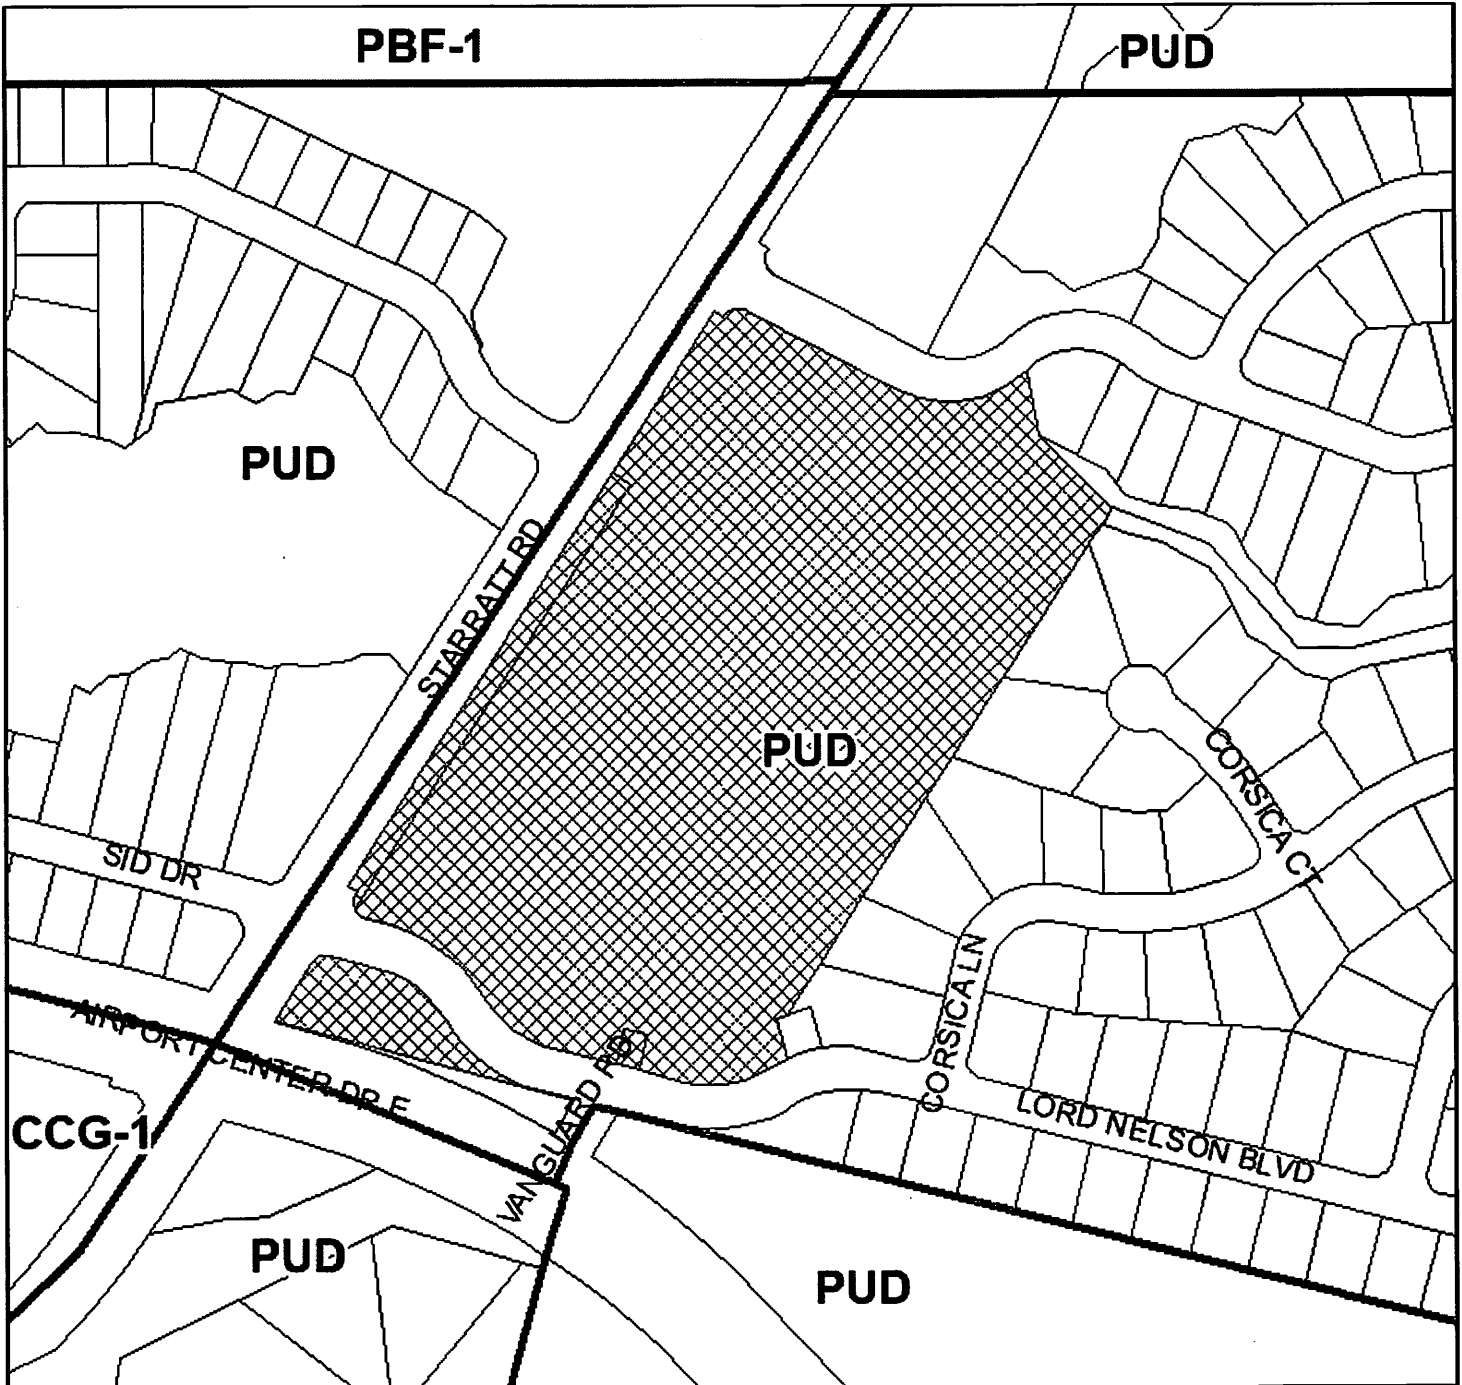 PBF-1
PUD
PUD
STARRATT RD
PUD
CORSICA CT
SID DR
CORSICA LN
AIRPORT CENTER DR E
VANGUARD RD
LORD NELSON BLVD
CCG-1
PUD
PUD